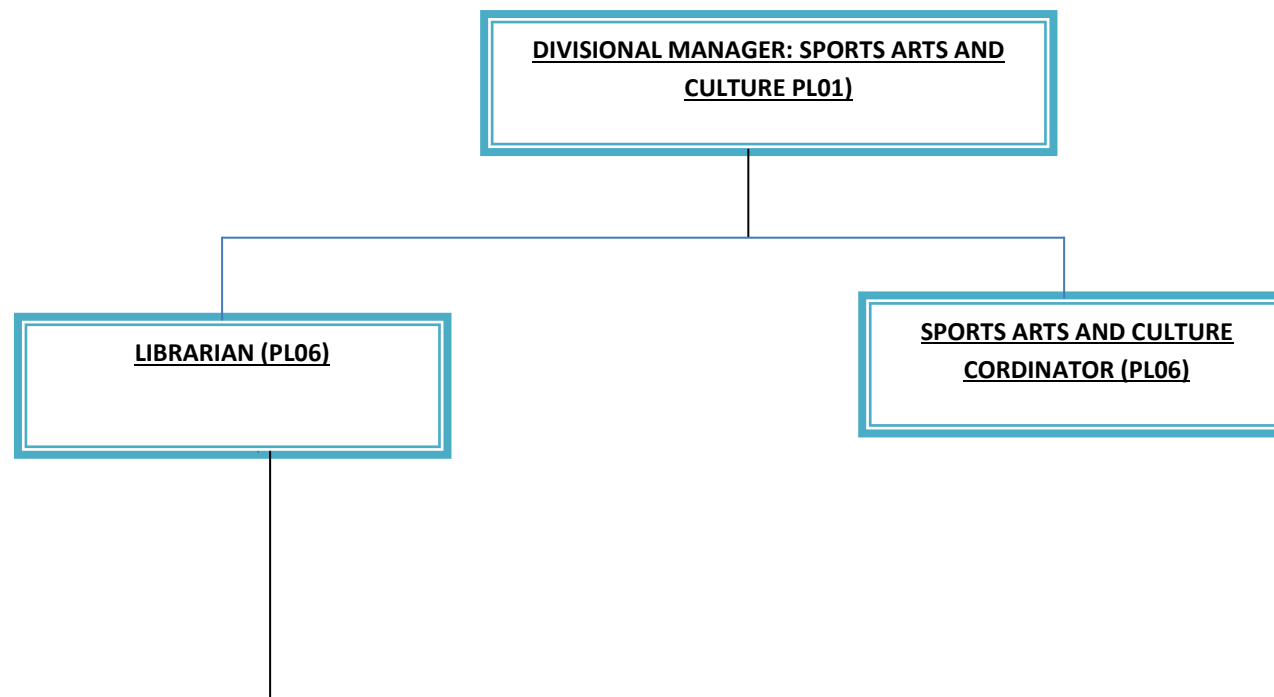 DIVISIONAL MANAGER: SPORTS ARTS AND
CULTURE PL01)
LIBRARIAN (PL06)
SPORTS ARTS AND CULTURE
CORDINATOR (PL06)